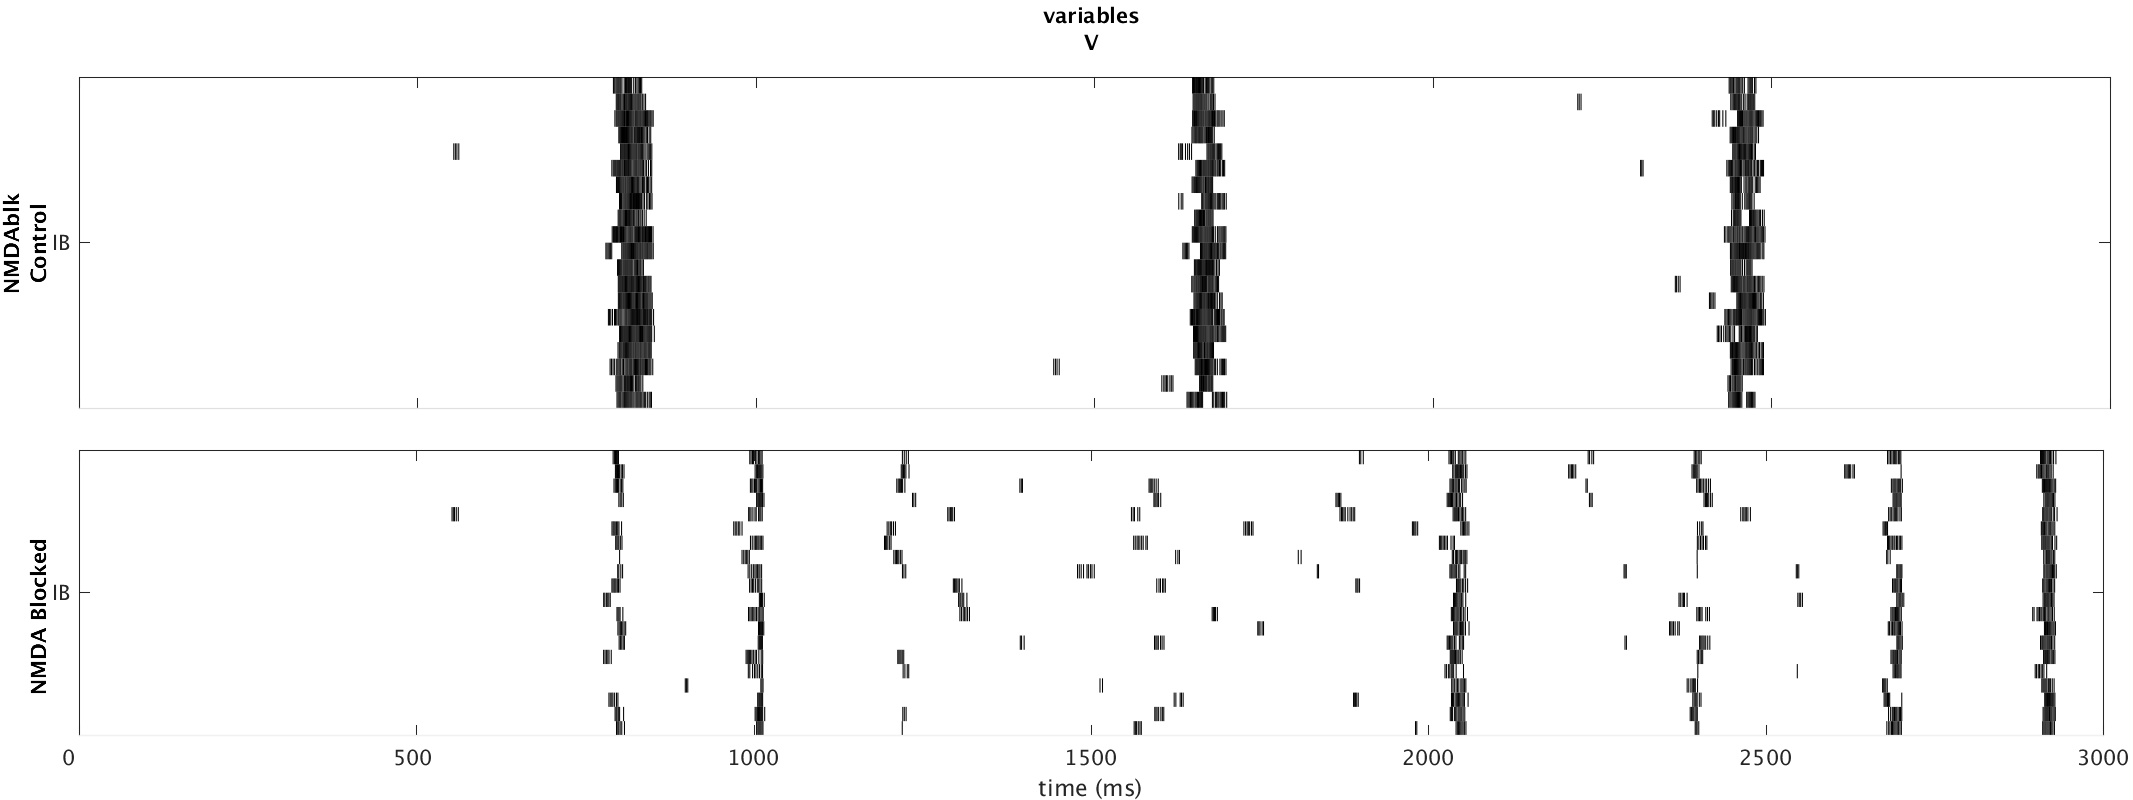 variables
V
NMDAblk
Control
IB
NMDA Blocked
IB
0 500 1000 1500 2000 2500 3000
time (ms)